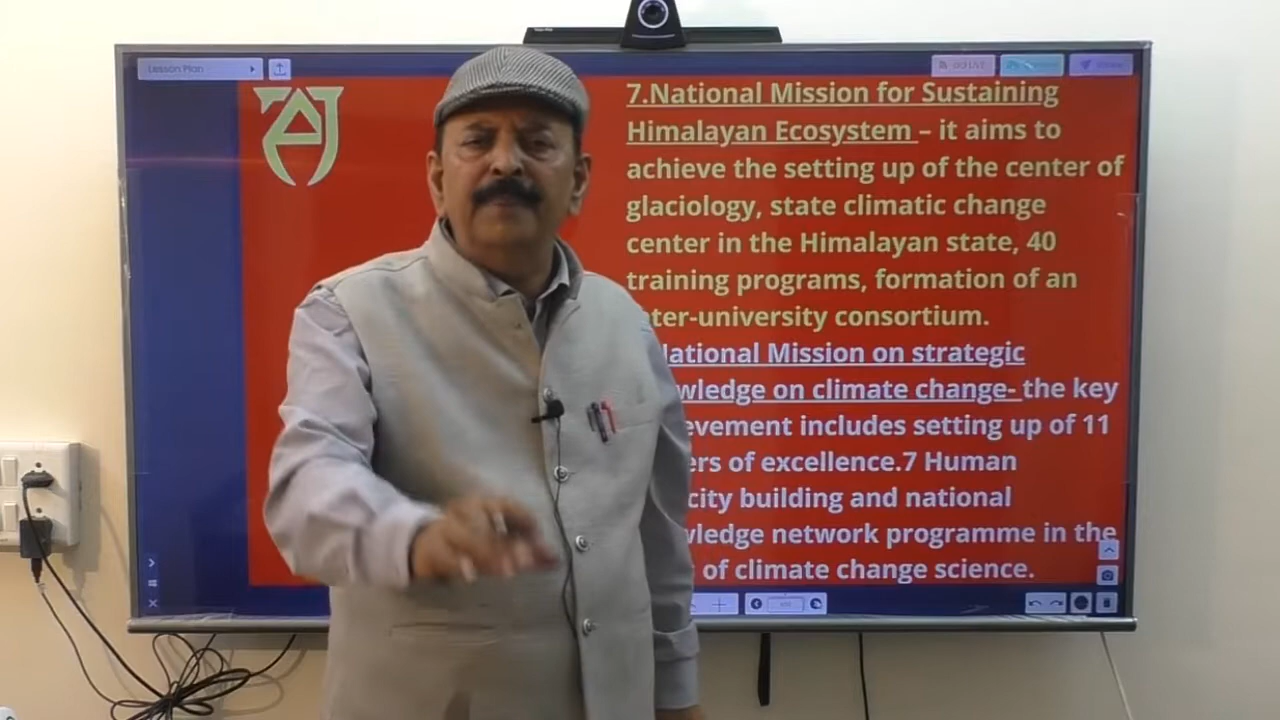 Lesson Plan
7.National Mission for Sustaining
Himalayan Ecosystem – it aims to
achieve the setting up of the center of
glaciology, state climatic change
center in the Himalayan state, 40
training programs, formation of an
ter-university consortium.
ational Mission on strategic
wledge on climate change- the key
evement includes setting up of 11
ers of excellence.7 Human
city building and national
wledge network programme in the
of climate change science.